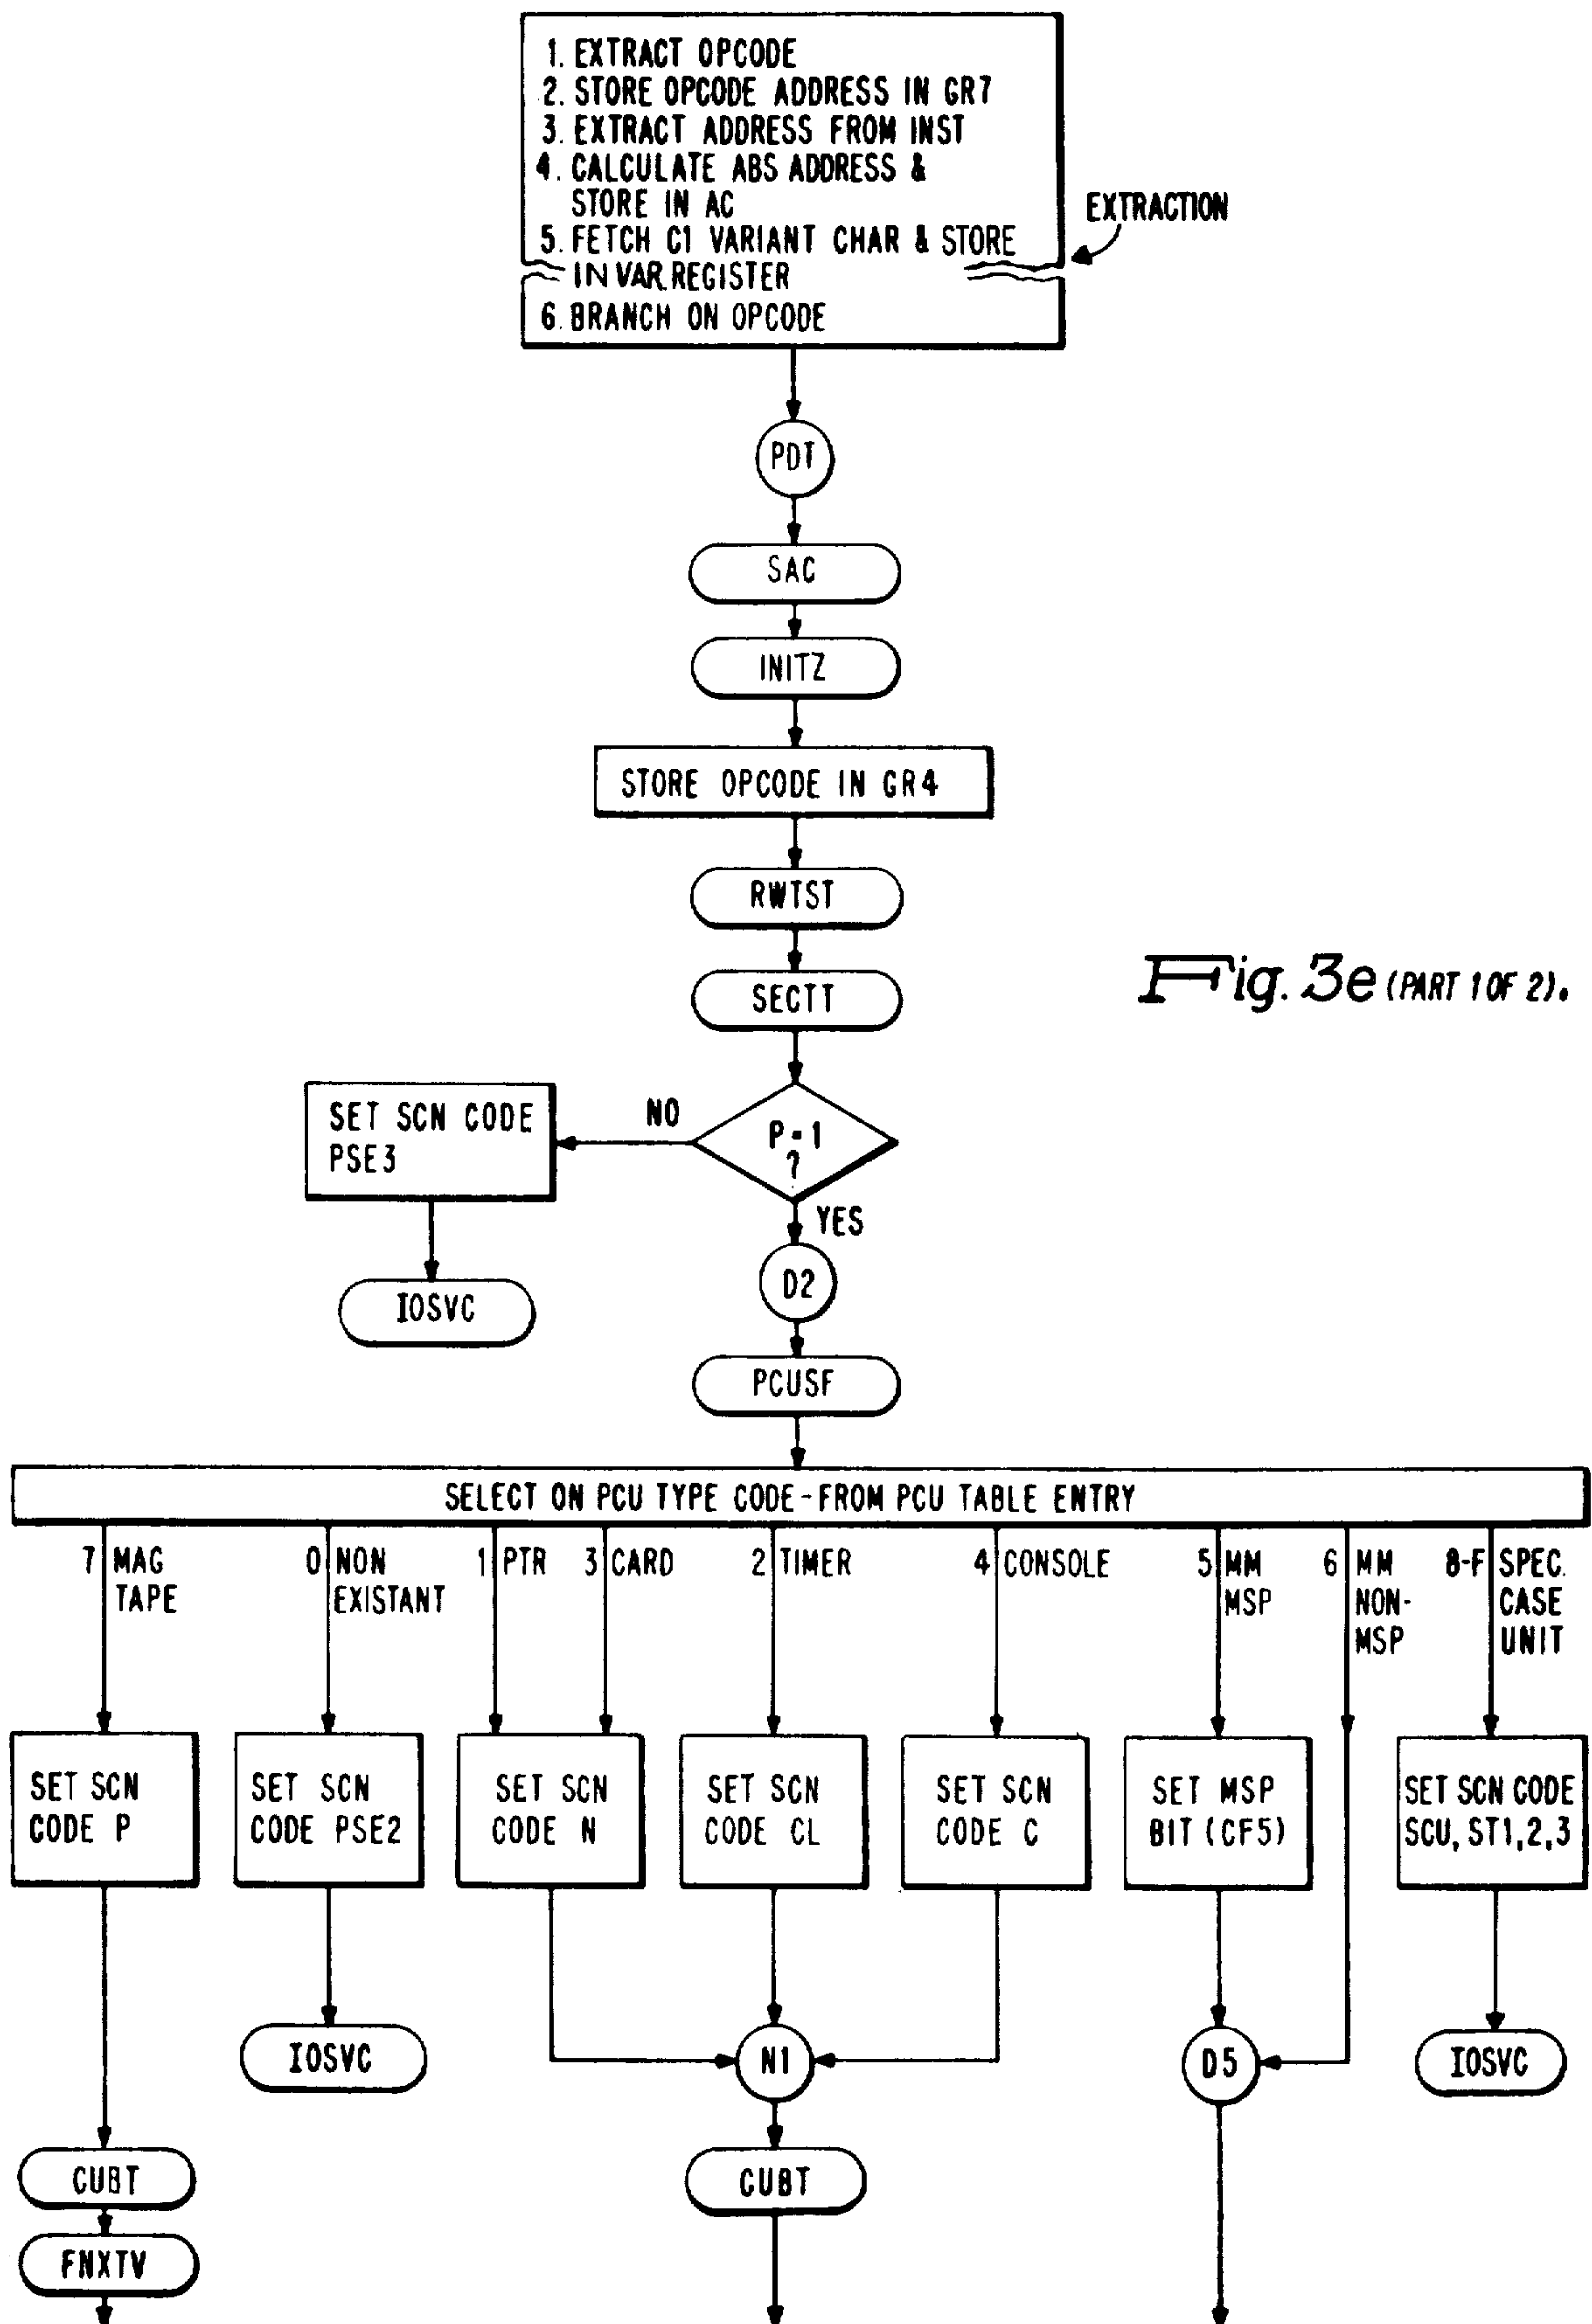 1. EXTRACT OPCODE
2. STORE OPCODE ADDRESS IN GR7
3. EXTRACT ADDRESS FROM INST
4. CALCULATE ABS ADDRESS &
STORE IN AC
5. FETCH C1 VARIANT CHAR & STORE
IN VAR. REGISTER
6. BRANCH ON OPCODE
EXTRACTION
PDT
SAC
INITZ
STORE OPCODE IN GR4
RWTST
SECTT
Fig. 3e (PART 1 OF 2).
P=1
?
NO
SET SCN CODE
PSE3
YES
IOSVC
D2
PCUSF
SELECT ON PCU TYPE CODE-FROM PCU TABLE ENTRY
7 MAG
TAPE
0 NON
EXISTANT
1 PTR
3 CARD
2 TIMER
4 CONSOLE
5 MM
MSP
6 MM
NON-
MSP
8-F SPEC.
CASE
UNIT
SET SCN
CODE P
SET SCN
CODE PSE2
SET SCN
CODE N
SET SCN
CODE CL
SET SCN
CODE C
SET MSP
BIT (CF5)
SET SCN CODE
SCU, ST1,2,3
IOSVC
N1
D5
IOSVC
CUBT
CUBT
FNXTV